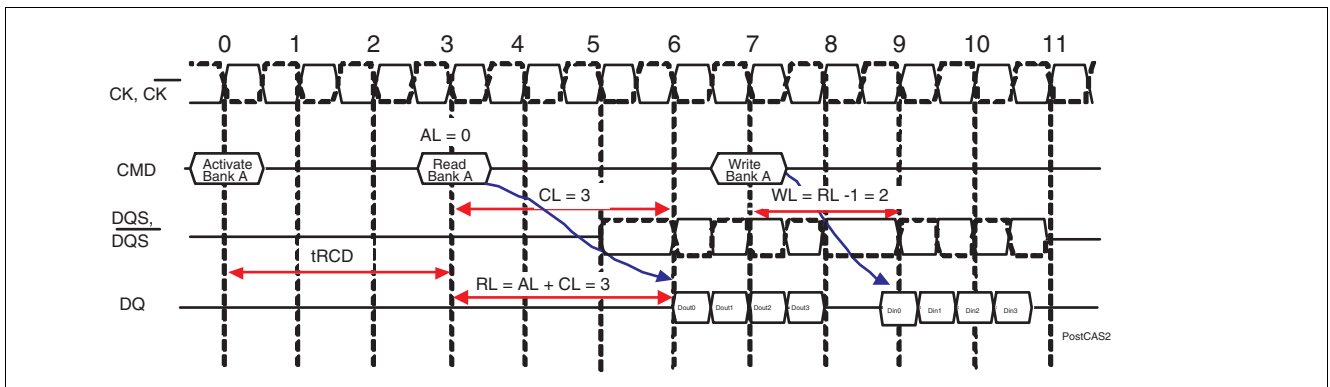 0 1 2 3 4 5 6 7 8 9 10 11
CK, CK
AL = 0
CMD
Activate
Bank A
Read
Bank A
Write
Bank A
CL = 3
WL = RL -1 = 2
DQS,
DQS
tRCD
RL = AL + CL = 3
DQ
Dout0 Dout1 Dout2 Dout3
Din0 Din1 Din2 Din3
PostCAS2